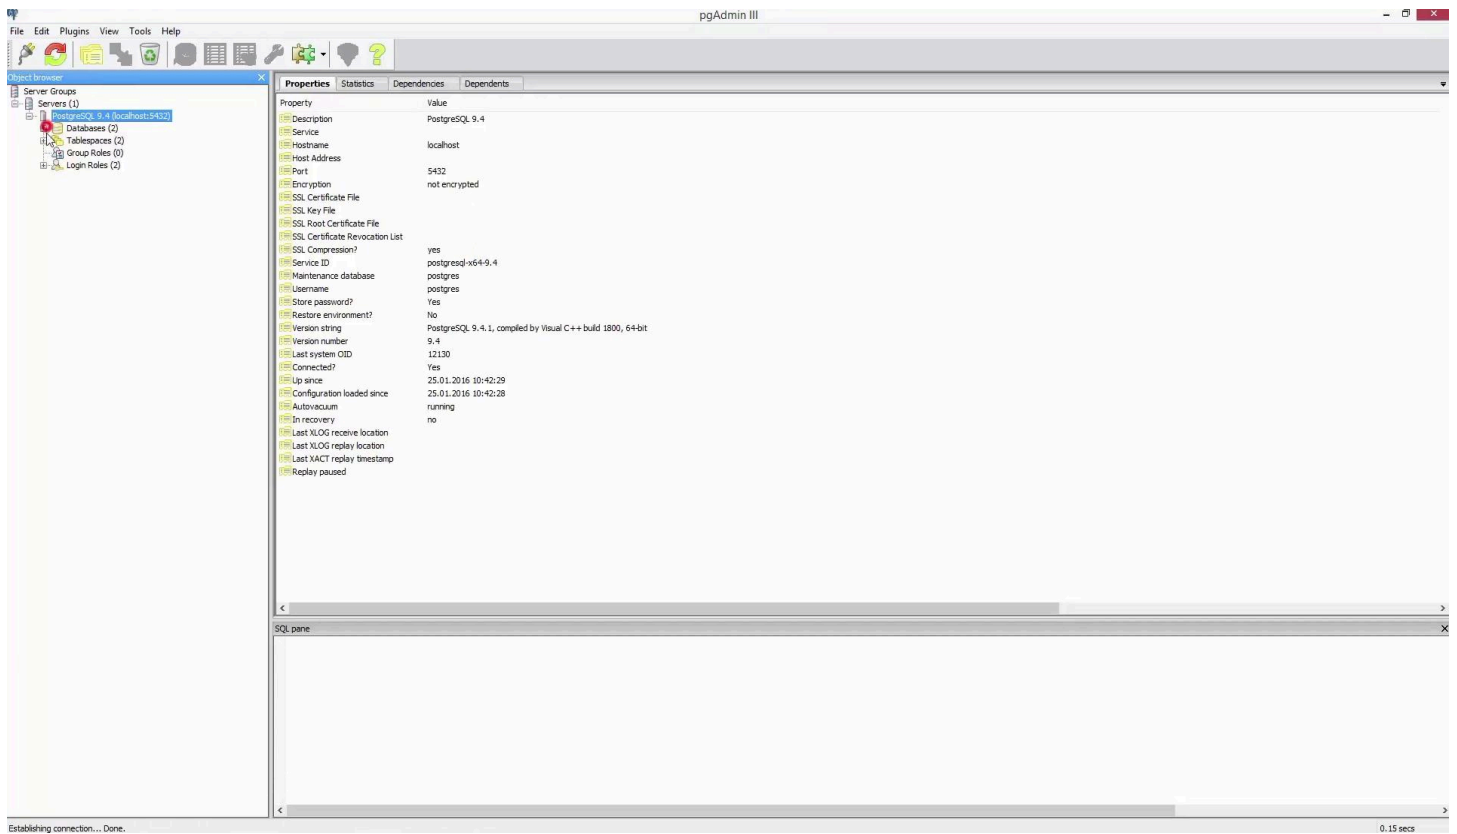 pgAdmin III
File Edit Plugins View Tools Help
Object browser
Server Groups
Servers (1)
PostgreSQL 9.4 (localhost:5432)
Databases (2)
Tablespaces (2)
Group Roles (0)
Login Roles (2)
Properties Statistics Dependencies Dependents
Property Value
Description PostgreSQL 9.4
Service
Hostname localhost
Host Address
Port 5432
Encryption not encrypted
SSL Certificate File
SSL Key File
SSL Root Certificate File
SSL Certificate Revocation List
SSL Compression? yes
Service ID postgresql-x64-9.4
Maintenance database postgres
Username postgres
Store password? Yes
Restore environment? No
Version string PostgreSQL 9.4.1, compiled by Visual C++ build 1800, 64-bit
Version number 9.4
Last system OID 12130
Connected? Yes
Up since 25.01.2016 10:42:29
Configuration loaded since 25.01.2016 10:42:28
Autovacuum running
In recovery no
Last XLOG receive location
Last XLOG replay location
Last XACT replay timestamp
Replay paused
SQL pane
Establishing connection... Done. 0.15 secs